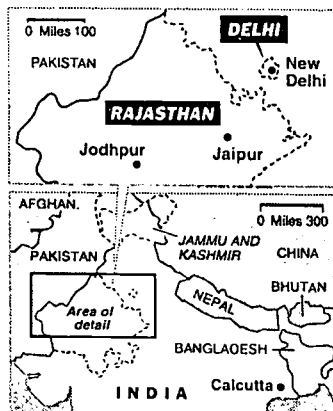 0 Miles 100
DELHI
PAKISTAN
New
Delhi
RAJASTHAN
Jodhpur
Jaipur
AFGHAN.
0 Miles 300
JAMMU AND
KASHMIR
CHINA
PAKISTAN
NEPAL
BHUTAN
Area of
detail
BANGLAOESH
Calcutta
INDIA